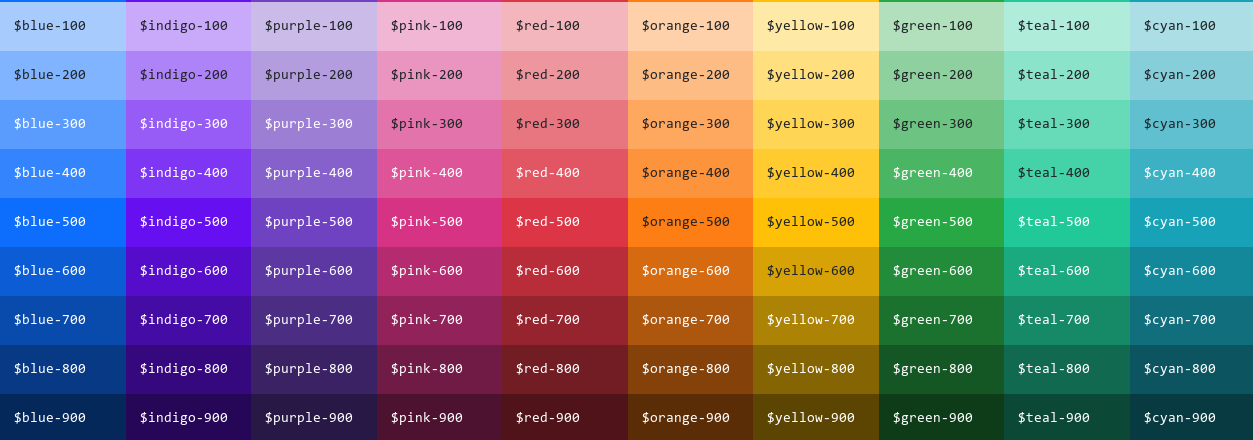 $blue-100 $indigo-100 $purple-100 $pink-100 $red-100 $orange-100 $yellow-100 $green-100 $teal-100 $cyan-100
$blue-200 $indigo-200 $purple-200 $pink-200 $red-200 $orange-200 $yellow-200 $green-200 $teal-200 $cyan-200
$blue-300 $indigo-300 $purple-300 $pink-300 $red-300 $orange-300 $yellow-300 $green-300 $teal-300 $cyan-300
$blue-400 $indigo-400 $purple-400 $pink-400 $red-400 $orange-400 $yellow-400 $green-400 $teal-400 $cyan-400
$blue-500 $indigo-500 $purple-500 $pink-500 $red-500 $orange-500 $yellow-500 $green-500 $teal-500 $cyan-500
$blue-600 $indigo-600 $purple-600 $pink-600 $red-600 $orange-600 $yellow-600 $green-600 $teal-600 $cyan-600
$blue-700 $indigo-700 $purple-700 $pink-700 $red-700 $orange-700 $yellow-700 $green-700 $teal-700 $cyan-700
$blue-800 $indigo-800 $purple-800 $pink-800 $red-800 $orange-800 $yellow-800 $green-800 $teal-800 $cyan-800
$blue-900 $indigo-900 $purple-900 $pink-900 $red-900 $orange-900 $yellow-900 $green-900 $teal-900 $cyan-900